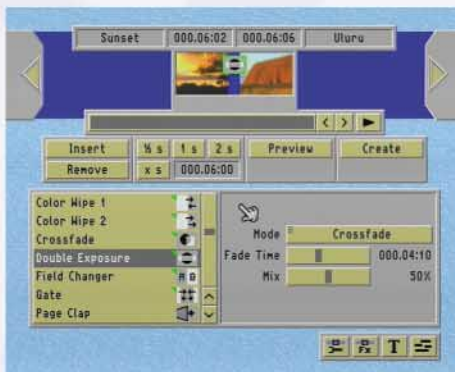 Sunset 000.06:02 000.06:06 Uluru
< >
Insert ½ s 1 s 2 s Preview Create
Remove x s 000.06:00
Color Wipe 1
Color Wipe 2
Crossfade
Double Exposure
Field Changer A B
Gate
Page Clap
Mode Crossfade
Fade Time 000.04:10
Mix 50%
Fx T